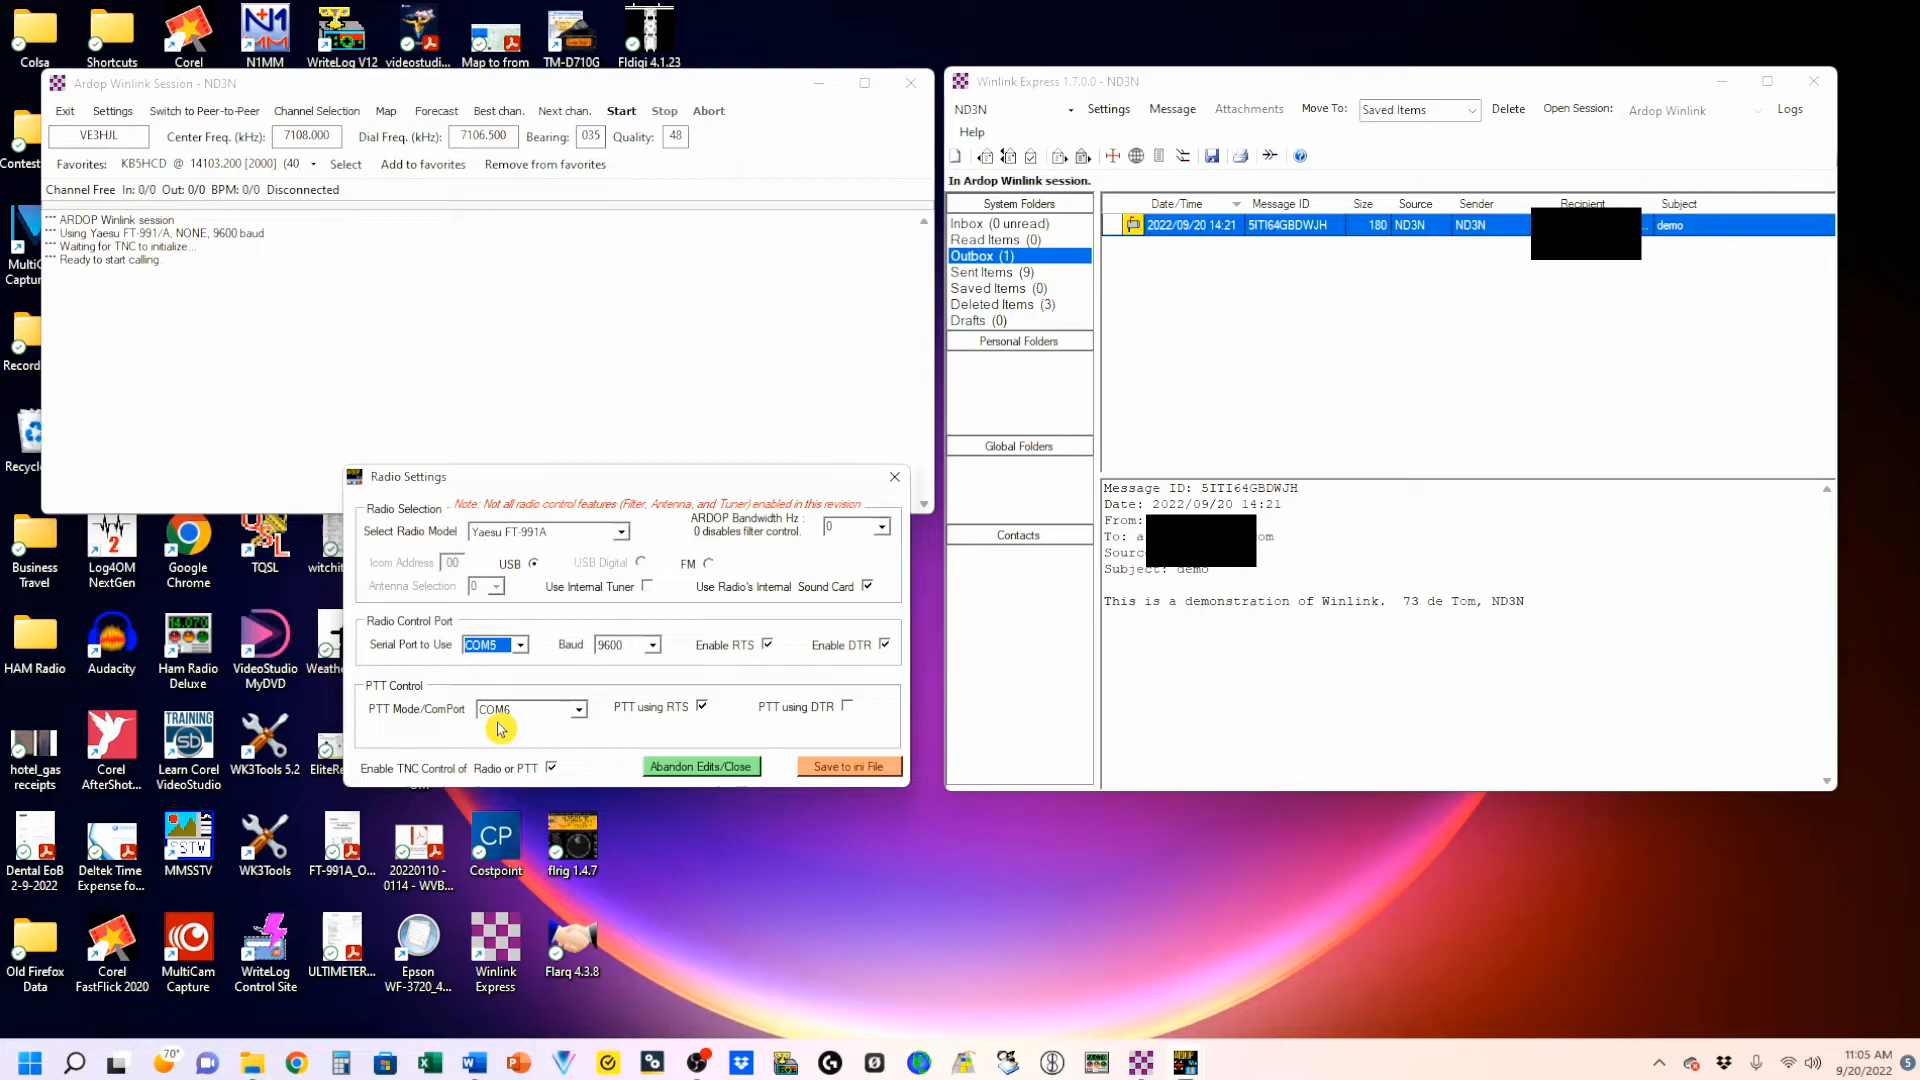 Colsa
Shortcuts
Corel
N1MM
WriteLog V12
videostudi...
Map to from
TM-D710G
Fldigi 4.1.23
Ardop Winlink Session - ND3N
Exit Settings Switch to Peer-to-Peer Channel Selection Map Forecast Best chan. Next chan. Start Stop Abort
VE3HJL Center Freq. (kHz): 7108.000 Dial Freq. (kHz): 7106.500 Bearing: 035 Quality: 48
Favorites: KB5HCD @ 14103.200 [2000] (40 Select Add to favorites Remove from favorites
Channel Free In: 0/0 Out: 0/0 BPM: 0/0 Disconnected
*** ARDOP Winlink session
*** Using Yaesu FT-991/A, NONE, 9600 baud
*** Waiting for TNC to initialize...
*** Ready to start calling
Winlink Express 1.7.0.0 - ND3N
ND3N Settings Message Attachments Move To: Saved Items Delete Open Session: Ardop Winlink Logs
Help
In Ardop Winlink session.
System Folders
Inbox (0 unread)
Read Items (0)
Outbox (1)
Sent Items (9)
Saved Items (0)
Deleted Items (3)
Drafts (0)
Personal Folders
Global Folders
Contacts
Date/Time Message ID Size Source Sender Recipient Subject
2022/09/20 14:21 5ITI64GBDWJH 180 ND3N ND3N ... demo
Message ID: 5ITI64GBDWJH
Date: 2022/09/20 14:21
From:
To: a om
Source
Subject: demo
This is a demonstration of Winlink. 73 de Tom, ND3N
Radio Settings
Note: Not all radio control features (Filter, Antenna, and Tuner) enabled in this revision
Radio Selection
Select Radio Model Yaesu FT-991A
ARDOP Bandwidth Hz :
0 disables filter control.
0
Icom Address 00 USB USB Digital FM
Antenna Selection 0 Use Internal Tuner Use Radio's Internal Sound Card
Radio Control Port
Serial Port to Use COM5 Baud 9600 Enable RTS Enable DTR
PTT Control
PTT Mode/ComPort COM6 PTT using RTS PTT using DTR
Enable TNC Control of Radio or PTT Abandon Edits/Close Save to ini File
Contest
MultiC
Captur
Record
Recyc
Business
Travel
Log4OM
NextGen
Google
Chrome
TQSL
witchit
HAM Radio
Audacity
14.070
Ham Radio
Deluxe
VideoStudio
MyDVD
Weathe
hotel_gas
receipts
Corel
AfterShot...
TRAINING
Learn Corel
VideoStudio
WK3Tools 5.2
EliteRe
Dental EoB
2-9-2022
Deltek Time
Expense fo...
SSTV
MMSSTV
WK3Tools
FT-991A_O...
20220110 -
0114 - WVB...
CP
Costpoint
flrig 1.4.7
Old Firefox
Data
Corel
FastFlick 2020
MultiCam
Capture
WriteLog
Control Site
ULTIMETER...
Epson
WF-3720_4...
Winlink
Express
Flarq 4.3.8
70°
11:05 AM
9/20/2022
5